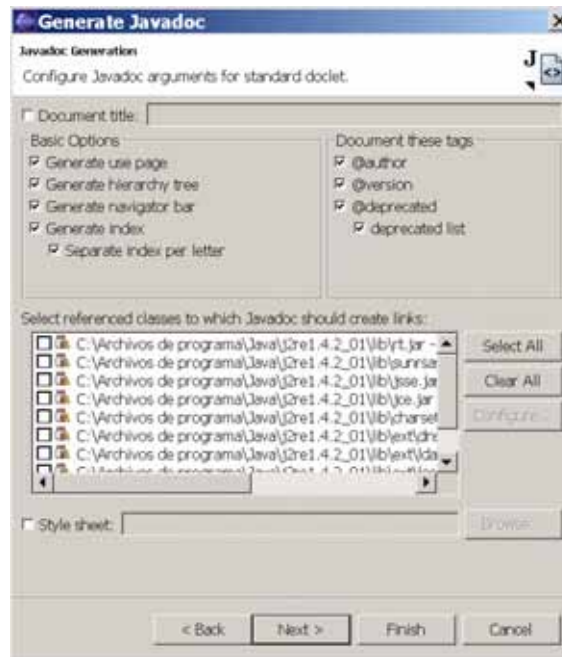 Generate Javadoc
Javadoc Generation
Configure Javadoc arguments for standard doclet.
Document title:
Basic Options
Generate use page
Generate hierarchy tree
Generate navigator bar
Generate index
Separate index per letter
Document these tags
@author
@version
@deprecated
deprecated list
Select referenced classes to which Javadoc should create links:
C:\Archivos de programa\Java\j2re1.4.2_01\lib\rt.jar -
C:\Archivos de programa\Java\j2re1.4.2_01\lib\sunrsa
C:\Archivos de programa\Java\j2re1.4.2_01\lib\jsse.jar
C:\Archivos de programa\Java\j2re1.4.2_01\lib\jce.jar
C:\Archivos de programa\Java\j2re1.4.2_01\lib\charset
C:\Archivos de programa\Java\j2re1.4.2_01\lib\ext\dns
C:\Archivos de programa\Java\j2re1.4.2_01\lib\ext\lda
Select All
Clear All
Configure...
Style sheet:
Browse...
< Back
Next >
Finish
Cancel